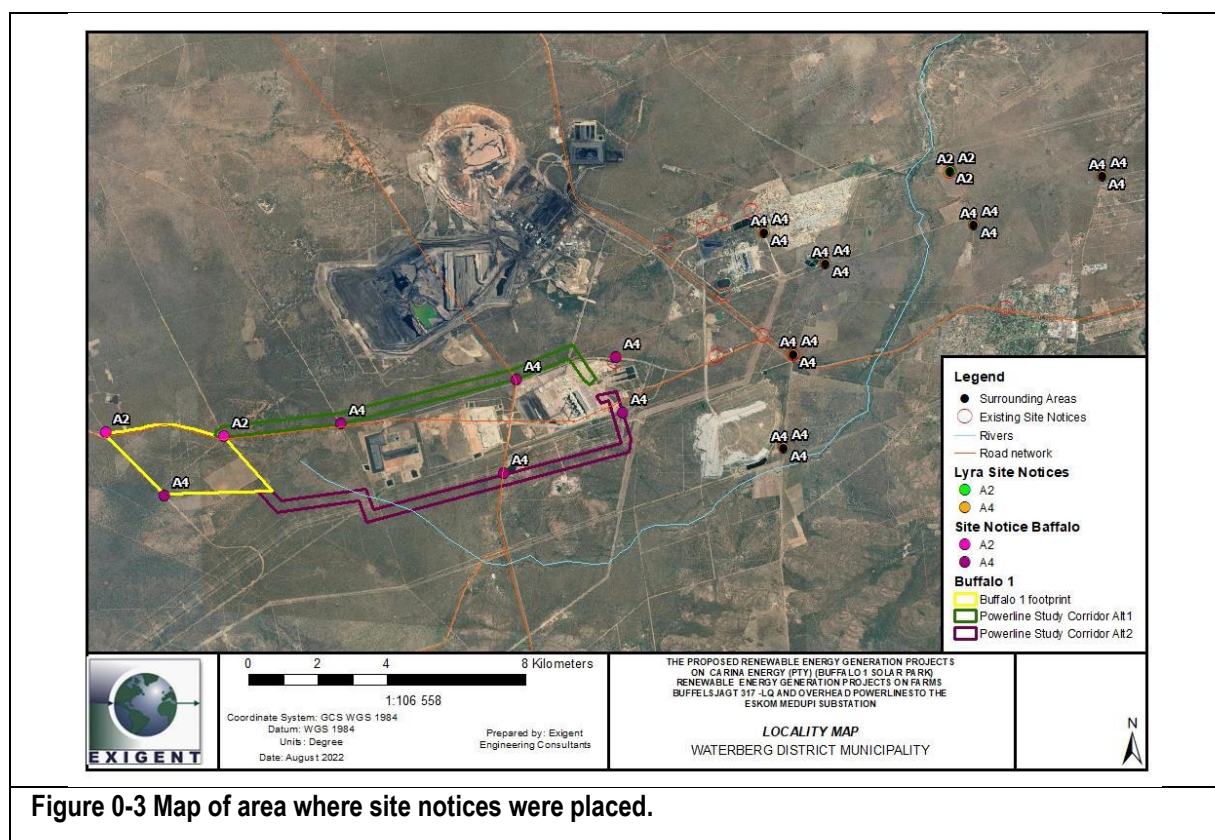 A2 A2
A2
A4 A4
A4
A4 A4
A4
A4 A4
A4
A4 A4
A4
A4 A4
A4
A4
A4
A4
A4
A2
A2
A4 A4
A4
A4
A4
Legend
Surrounding Areas
Existing Site Notices
Rivers
Road network
Lyra Site Notices
A2
A4
Site Notice Baffalo
A2
A4
Buffalo 1
Buffalo 1 footprint
Powerline Study Corridor Alt1
Powerline Study Corridor Alt2
EXIGENT
0 2 4 8 Kilometers
1:106 558
Coordinate System: GCS WGS 1984
Datum: WGS 1984
Units: Degree
Date: August 2022
Prepared by: Exigent
Engineering Consultants
THE PROPOSED RENEWABLE ENERGY GENERATION PROJECTS
ON CARINA ENERGY (PTY) (BUFFALO 1 SOLAR PARK)
RENEWABLE ENERGY GENERATION PROJECTS ON FARMS
BUFFELSJAGT 317 -LQ AND OVERHEAD POWERLINES TO THE
ESKOM MEDUPI SUBSTATION
LOCALITY MAP
WATERBERG DISTRICT MUNICIPALITY
N
Figure 0-3 Map of area where site notices were placed.